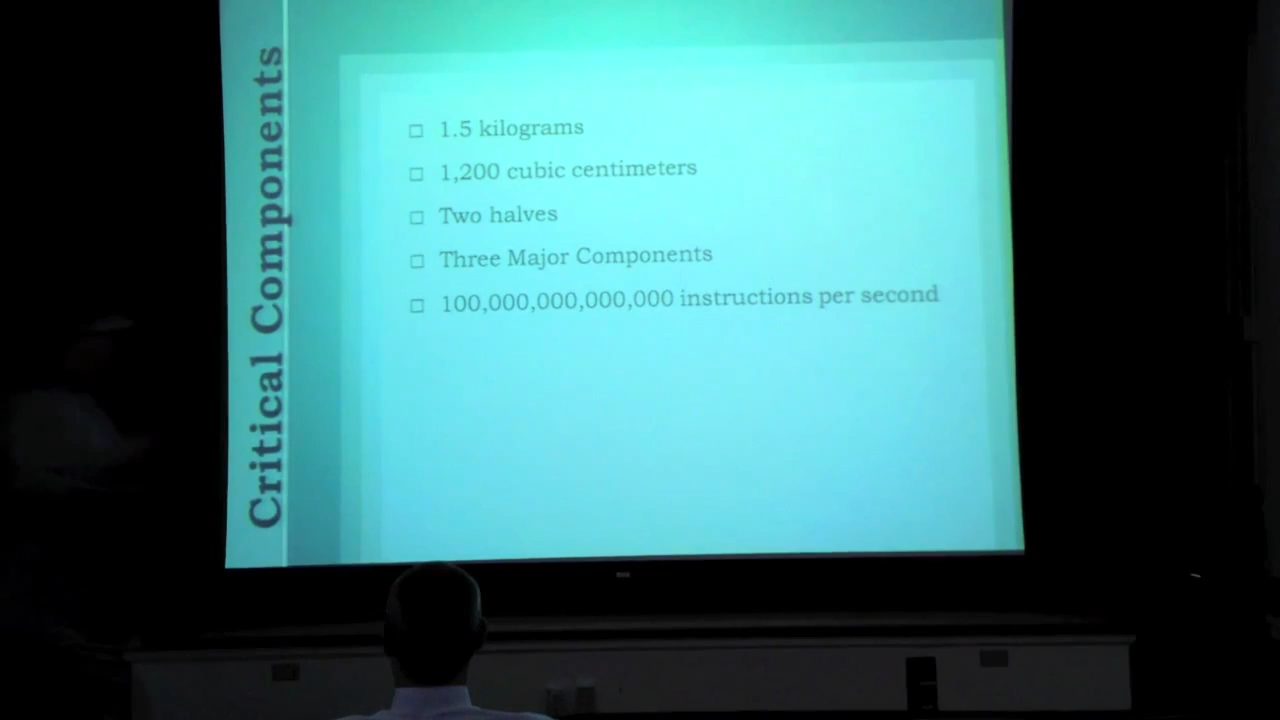 Critical Components
1.5 kilograms
1,200 cubic centimeters
Two halves
Three Major Components
100,000,000,000,000 instructions per second